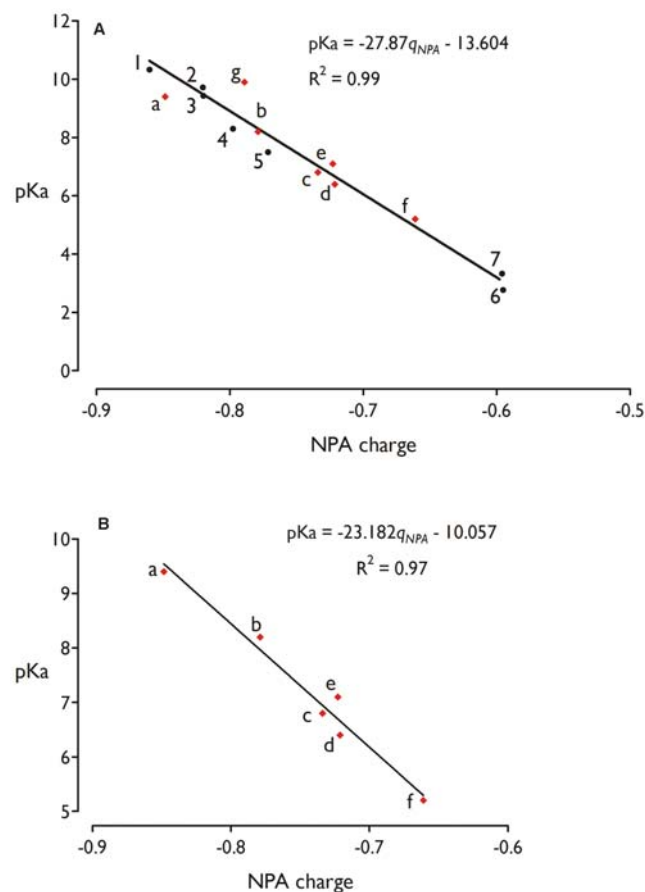 A
pKa = -27.87qNPA - 13.604
R² = 0.99
12
10
8
6
4
2
0
pKa
1
2
3
a
g
b
4
5
e
c
d
f
7
6
-0.9 -0.8 -0.7 -0.6 -0.5
NPA charge
B
pKa = -23.182qNPA - 10.057
R² = 0.97
10
9
8
7
6
5
pKa
a
b
e
c
d
f
-0.9 -0.8 -0.7 -0.6
NPA charge